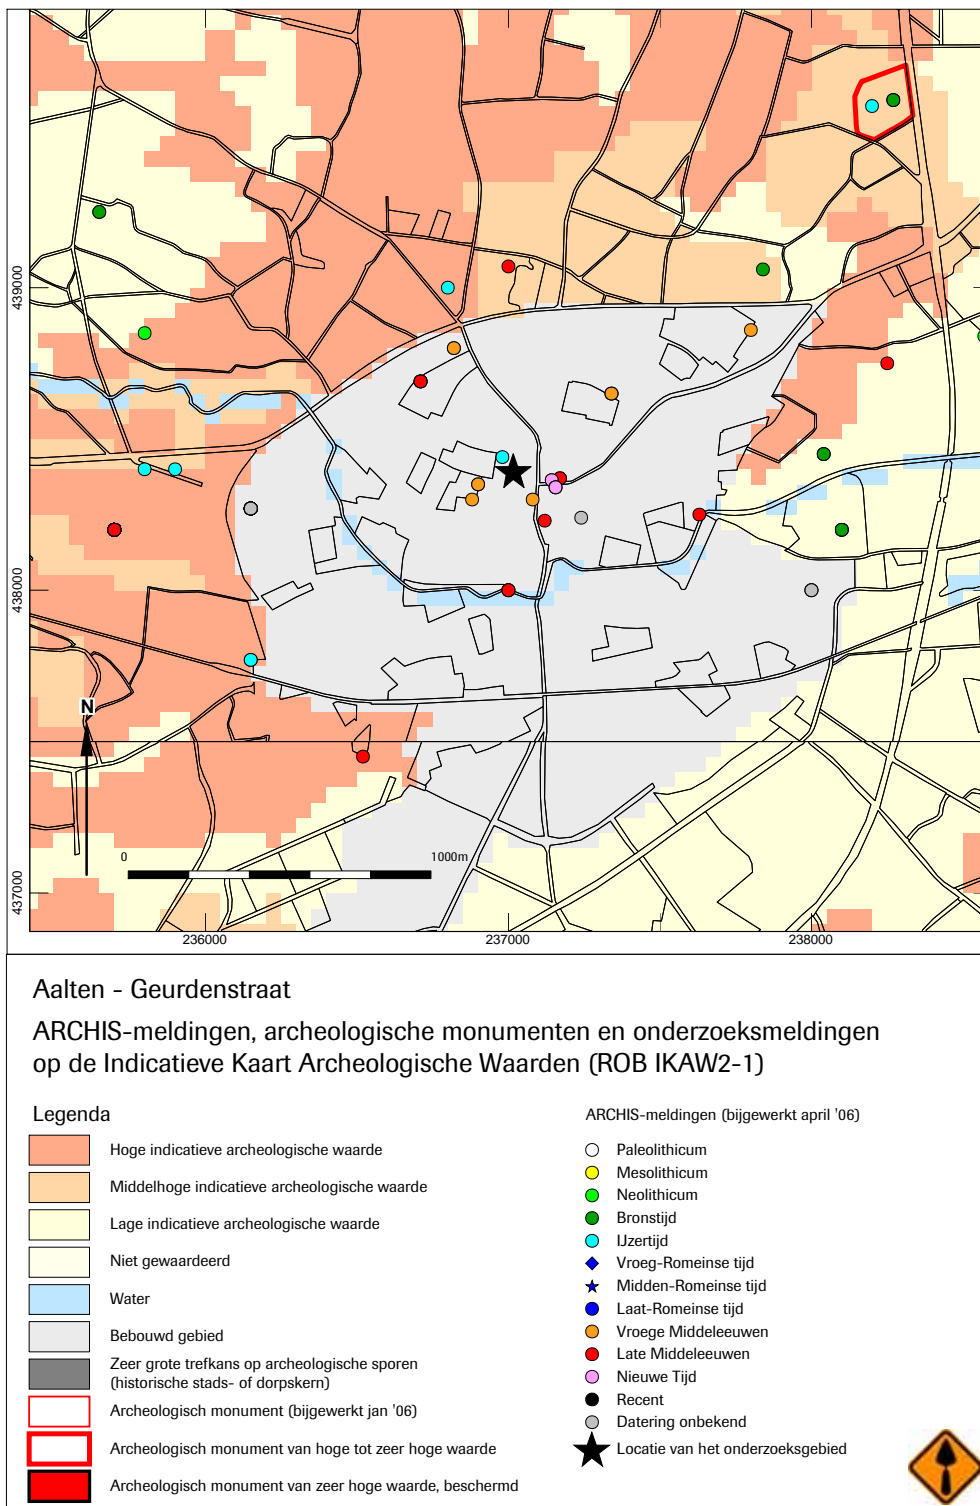 439000
438000
437000
N
0
1000m
236000
237000
238000
Aalten - Geurdenstraat
ARCHIS-meldingen, archeologische monumenten en onderzoeksmeldingen
op de Indicatieve Kaart Archeologische Waarden (ROB IKAW2-1)
Legenda
Hoge indicatieve archeologische waarde
Middelhoge indicatieve archeologische waarde
Lage indicatieve archeologische waarde
Niet gewaardeerd
Water
Bebouwd gebied
Zeer grote trefkans op archeologische sporen
(historische stads- of dorpskern)
Archeologisch monument (bijgewerkt jan '06)
Archeologisch monument van hoge tot zeer hoge waarde
Archeologisch monument van zeer hoge waarde, beschermd
ARCHIS-meldingen (bijgewerkt april '06)
Paleolithicum
Mesolithicum
Neolithicum
Bronstijd
IJzertijd
Vroeg-Romeinse tijd
Midden-Romeinse tijd
Laat-Romeinse tijd
Vroege Middeleeuwen
Late Middeleeuwen
Nieuwe Tijd
Recent
Datering onbekend
Locatie van het onderzoeksgebied